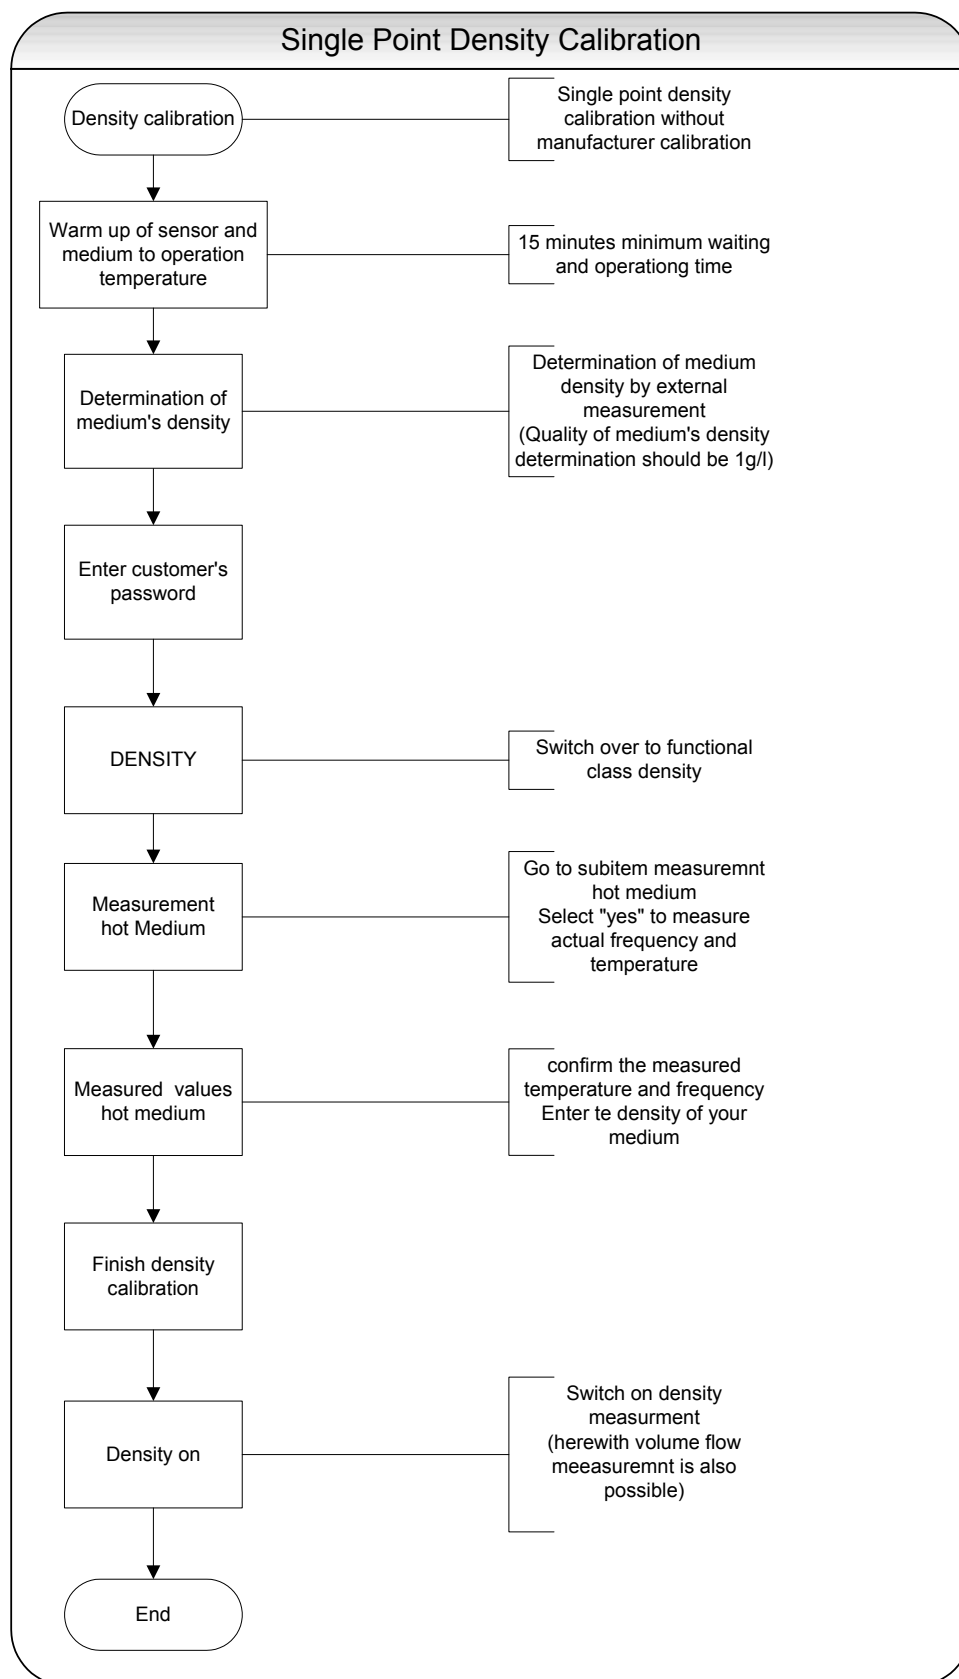 Single Point Density Calibration
Density calibration
Single point density
calibration without
manufacturer calibration
Warm up of sensor and
medium to operation
temperature
15 minutes minimum waiting
and operationg time
Determination of
medium's density
Determination of medium
density by external
measurement
(Quality of medium's density
determination should be 1g/l)
Enter customer's
password
DENSITY
Switch over to functional
class density
Measurement
hot Medium
Go to subitem measuremnt
hot medium
Select "yes" to measure
actual frequency and
temperature
Measured values
hot medium
confirm the measured
temperature and frequency
Enter te density of your
medium
Finish density
calibration
Density on
Switch on density
measurment
(herewith volume flow
meeasuremnt is also
possible)
End